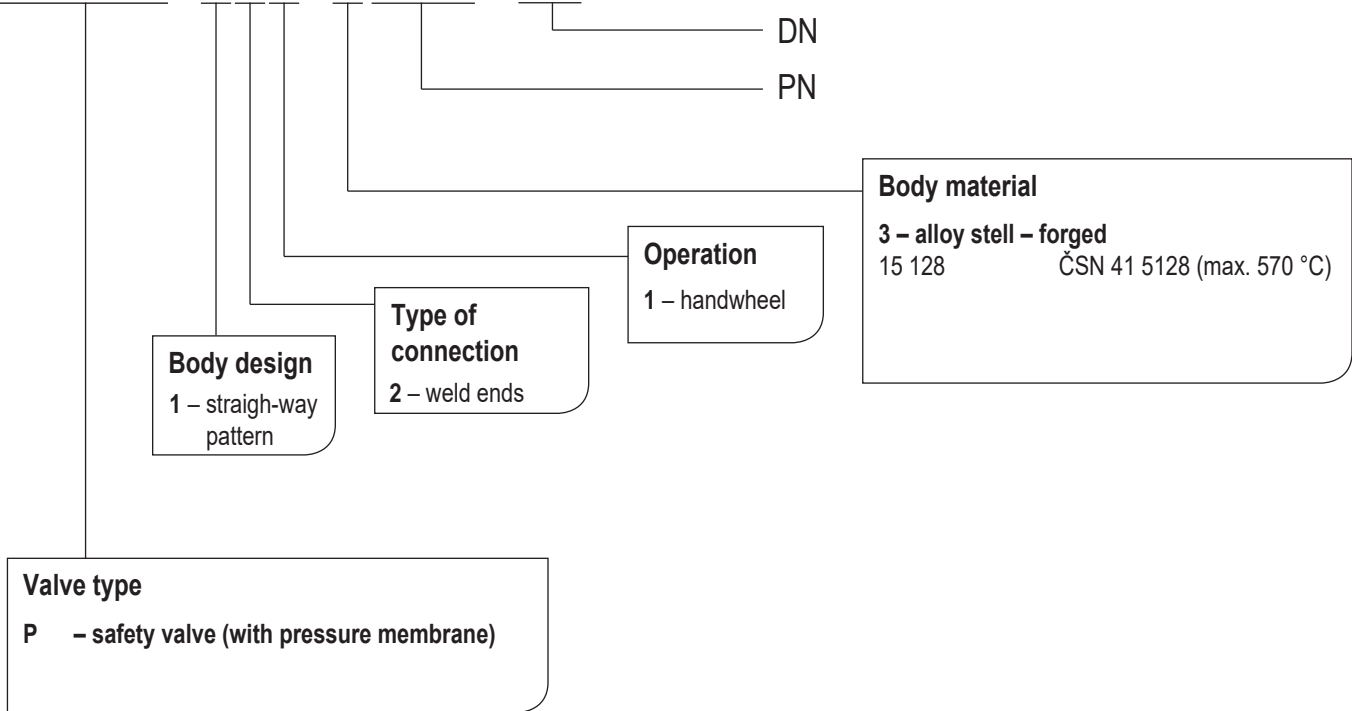 DN
PN
Body material
3 – alloy stell – forged
15 128 ČSN 41 5128 (max. 570 °C)
Operation
1 – handwheel
Type of
connection
2 – weld ends
Body design
1 – straigh-way
pattern
Valve type
P – safety valve (with pressure membrane)